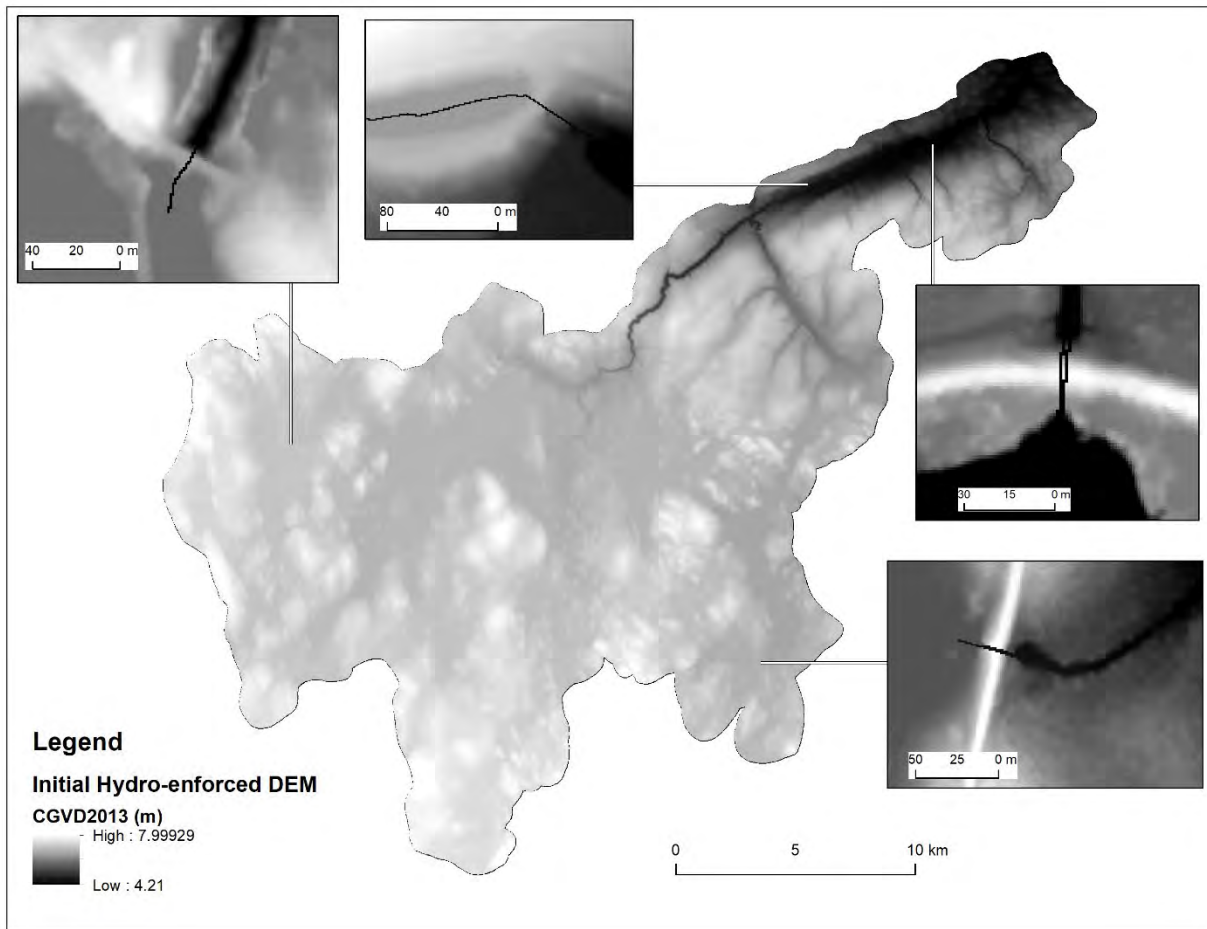 40 20 0 m
80 40 0 m
30 15 0 m
50 25 0 m
Legend
Initial Hydro-enforced DEM
CGVD2013 (m)
High : 7.99929
Low : 4.21
0 5 10 km